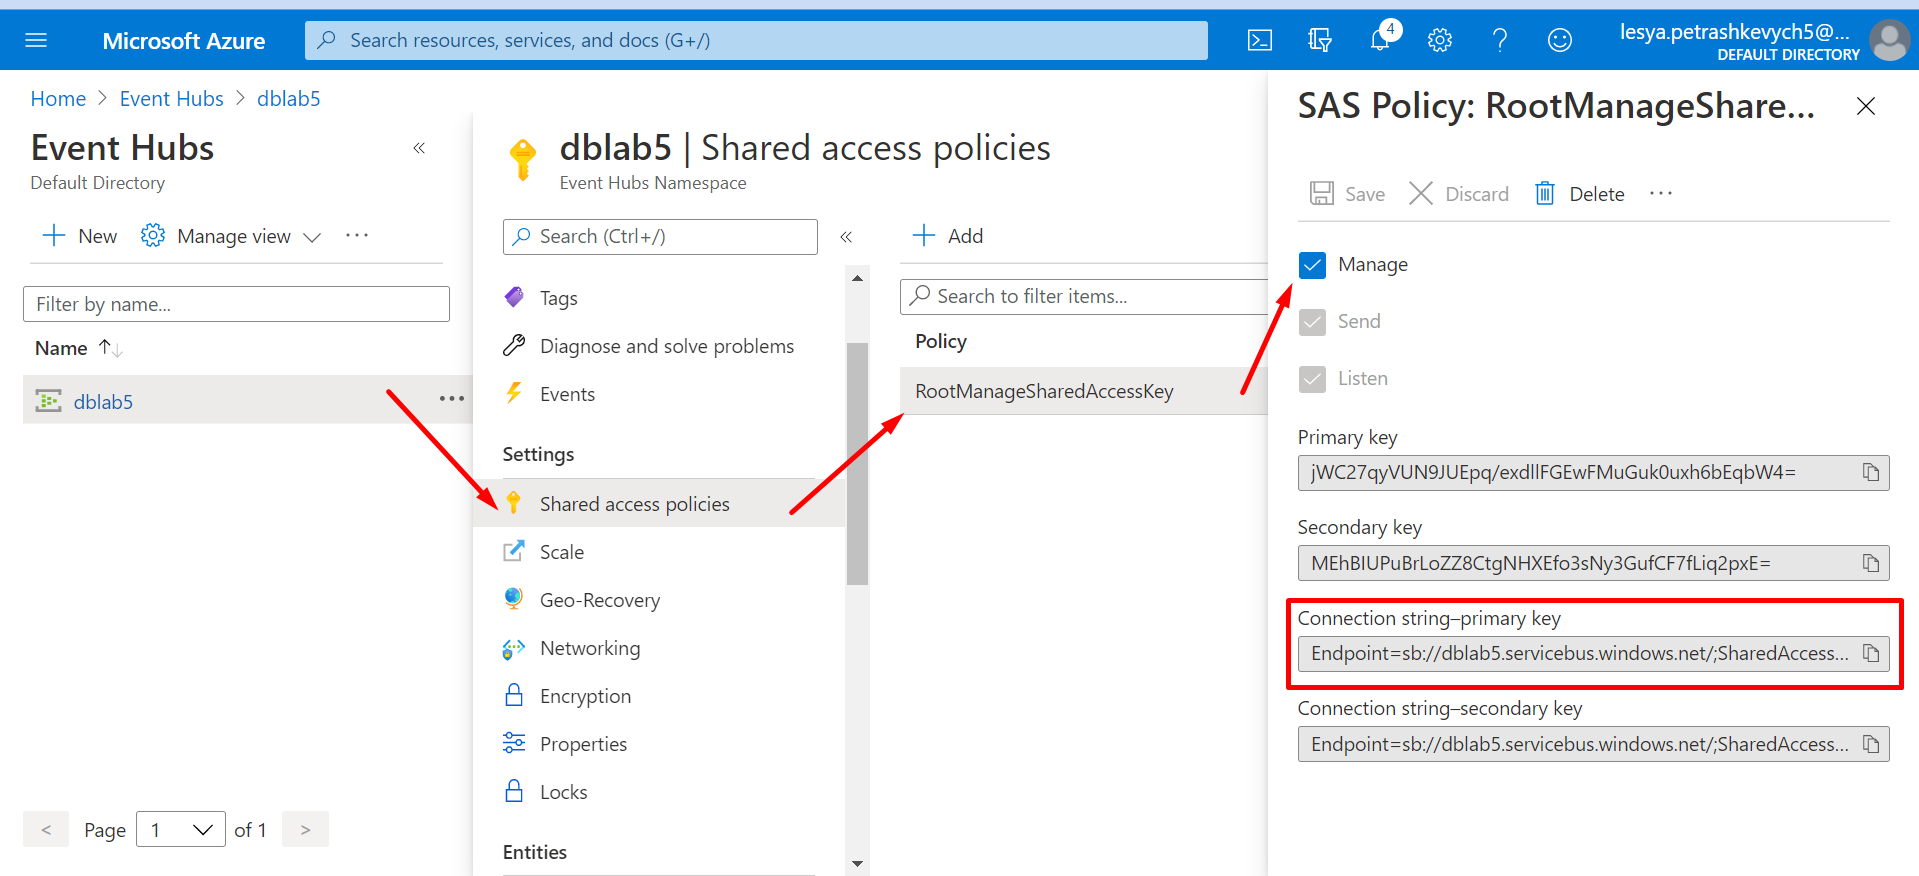 Microsoft Azure
Search resources, services, and docs (G+/)
4
lesya.petrashkevych5@...
DEFAULT DIRECTORY
Home > Event Hubs > dblab5
Event Hubs
«
Default Directory
New
Manage view
...
Filter by name...
Name
dblab5
...
< Page 1 of 1 >
dblab5 | Shared access policies
Event Hubs Namespace
Search (Ctrl+/)
«
Tags
Diagnose and solve problems
Events
Settings
Shared access policies
Scale
Geo-Recovery
Networking
Encryption
Properties
Locks
Entities
Add
Search to filter items...
Policy
RootManageSharedAccessKey
SAS Policy: RootManageShare...
Save
Discard
Delete
...
Manage
Send
Listen
Primary key
jWC27qyVUN9JUEpq/exdllFGEwFMuGuk0uxh6bEqbW4=
Secondary key
MEhBIUPuBrLoZZ8CtgNHXEfo3sNy3GufCF7fLiq2pxE=
Connection string–primary key
Endpoint=sb://dblab5.servicebus.windows.net/;SharedAccess...
Connection string–secondary key
Endpoint=sb://dblab5.servicebus.windows.net/;SharedAccess...